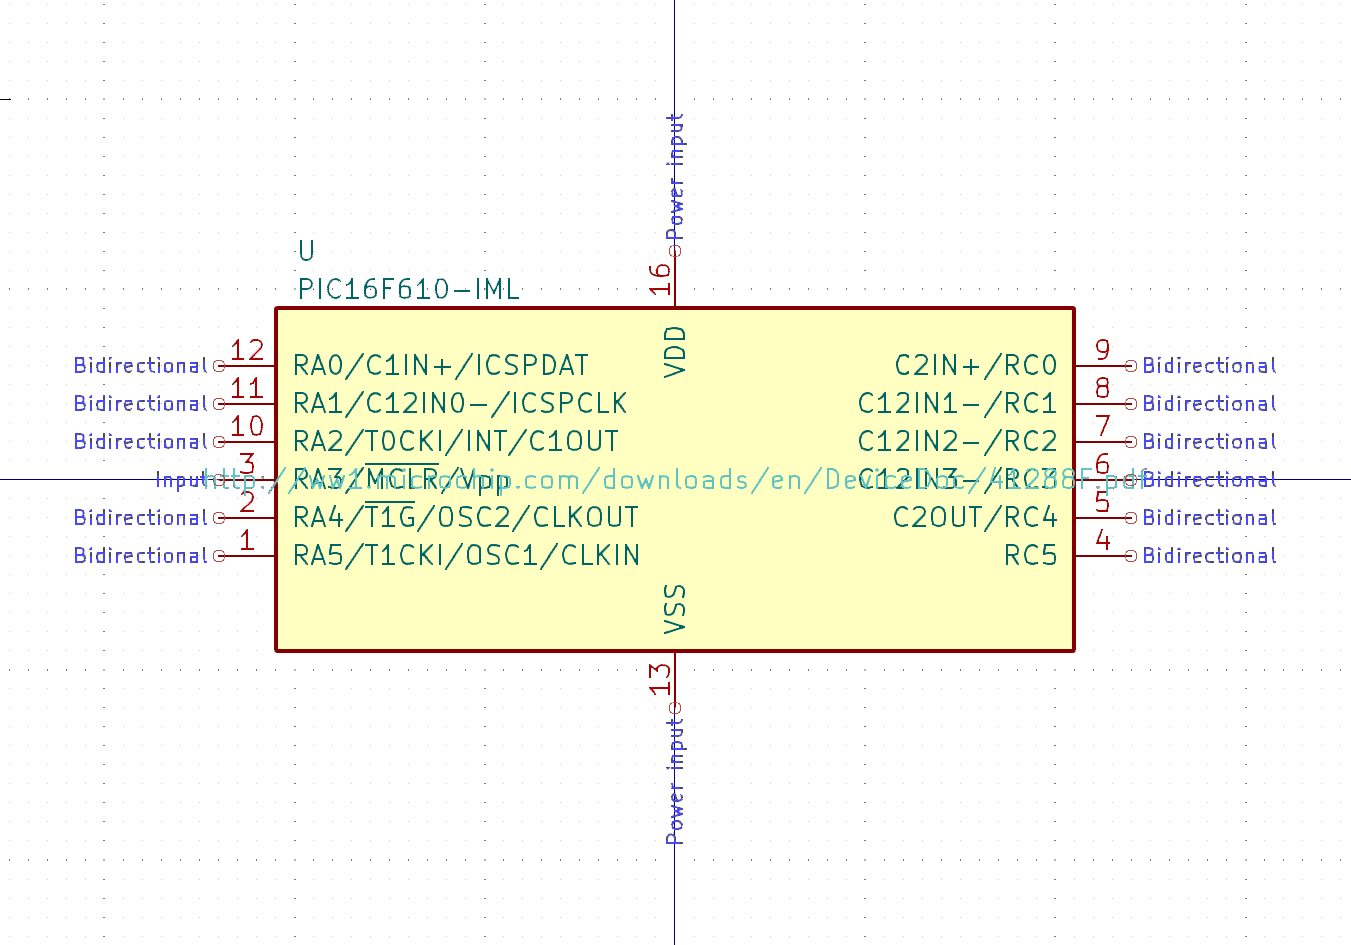 Power input
U
16
PIC16F610-IML
VDD
Bidirectional 12 RA0/C1IN+/ICSPDAT C2IN+/RC0 9 Bidirectional
Bidirectional 11 RA1/C12IN0-/ICSPCLK C12IN1-/RC1 8 Bidirectional
Bidirectional 10 RA2/T0CKI/INT/C1OUT C12IN2-/RC2 7 Bidirectional
Input 3 RA3/MCLR/Vpp C12IN3-/RC3 6 Bidirectional
http://ww1.microchip.com/downloads/en/DeviceDoc/41288F.pdf
Bidirectional 2 RA4/T1G/OSC2/CLKOUT C2OUT/RC4 5 Bidirectional
Bidirectional 1 RA5/T1CKI/OSC1/CLKIN RC5 4 Bidirectional
VSS
13
Power input